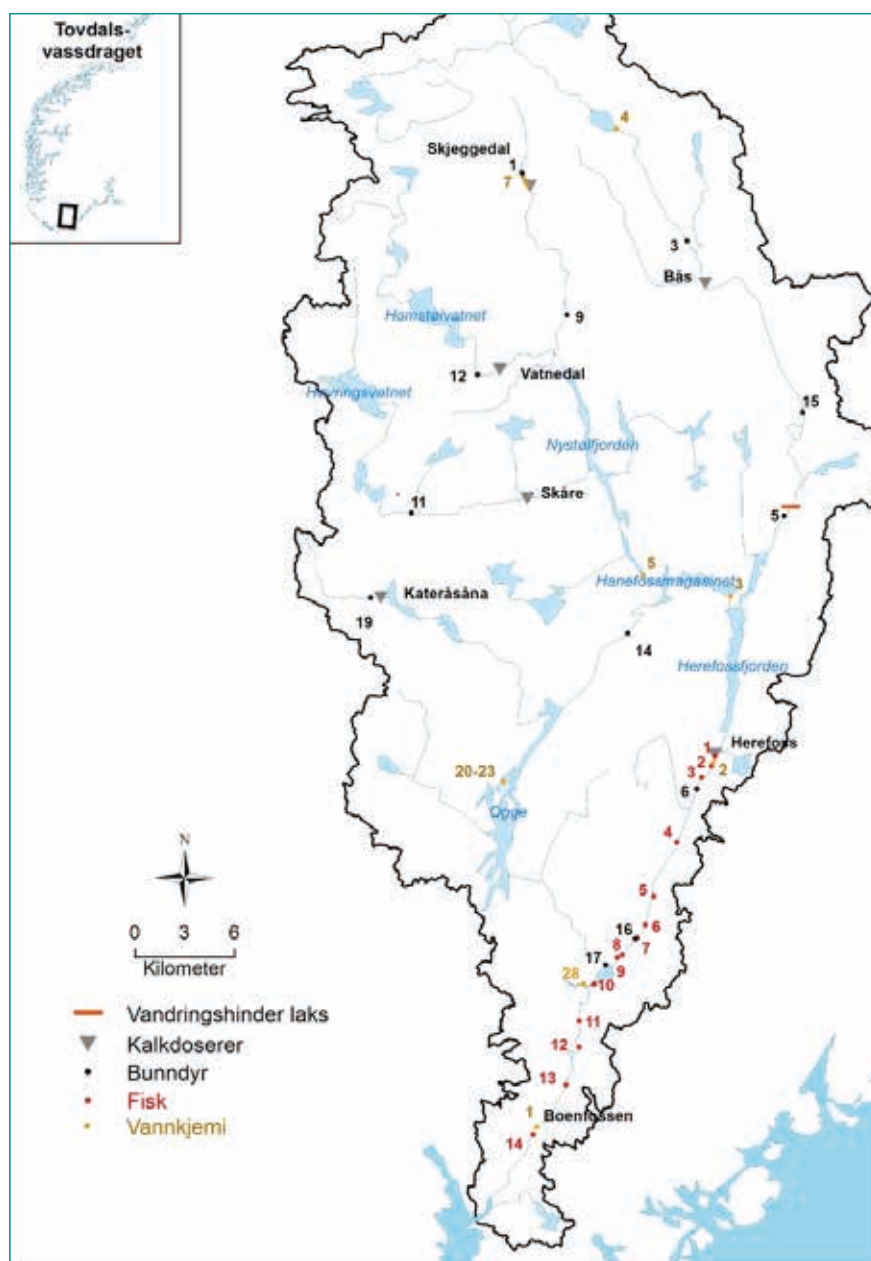 Tovdals-
vassdraget
4
Skjeggedal
1
7
3
Bås
Homstølvatnet
9
12
Vatnedal
Hovringsvatnet
15
Nystølfjorden
11
Skåre
5
5
Hanefossmagasinet
3
Kateråsåna
19
14
Herefossfjorden
1
Herefoss
2
2
3
6
20-23
Ogge
4
N
5
0 3 6
Kilometer
16
6
7
8
17
9
28
10
11
12
13
1
Boenfossen
14
Vandringshinder laks
Kalkdoserer
Bunndyr
Fisk
Vannkjemi